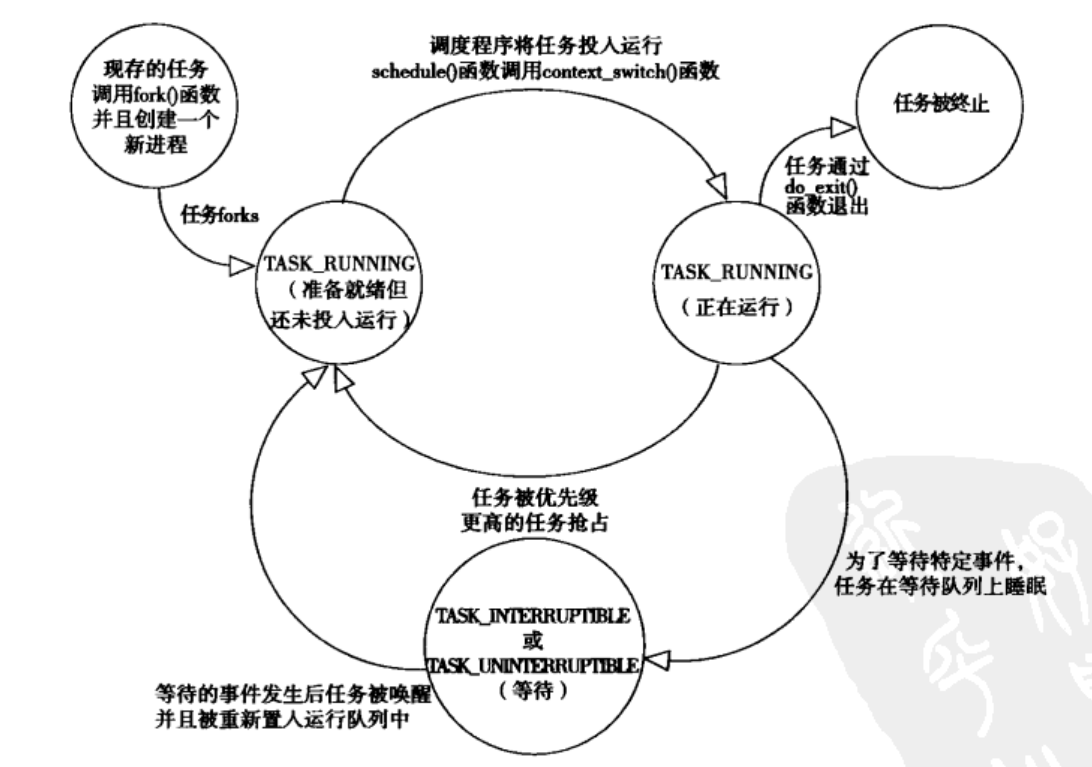 现存的任务
调用fork()函数
并且创建一个
新进程
调度程序将任务投入运行
schedule()函数调用context_switch()函数
任务被终止
任务通过
do_exit()
函数退出
任务forks
TASK_RUNNING
（准备就绪但
还未投入运行）
TASK_RUNNING
（正在运行）
任务被优先级
更高的任务抢占
为了等待特定事件，
任务在等待队列上睡眠
TASK_INTERRUPTIBLE
或
TASK_UNINTERRUPTIBLE
（等待）
等待的事件发生后任务被唤醒
并且被重新置入运行队列中